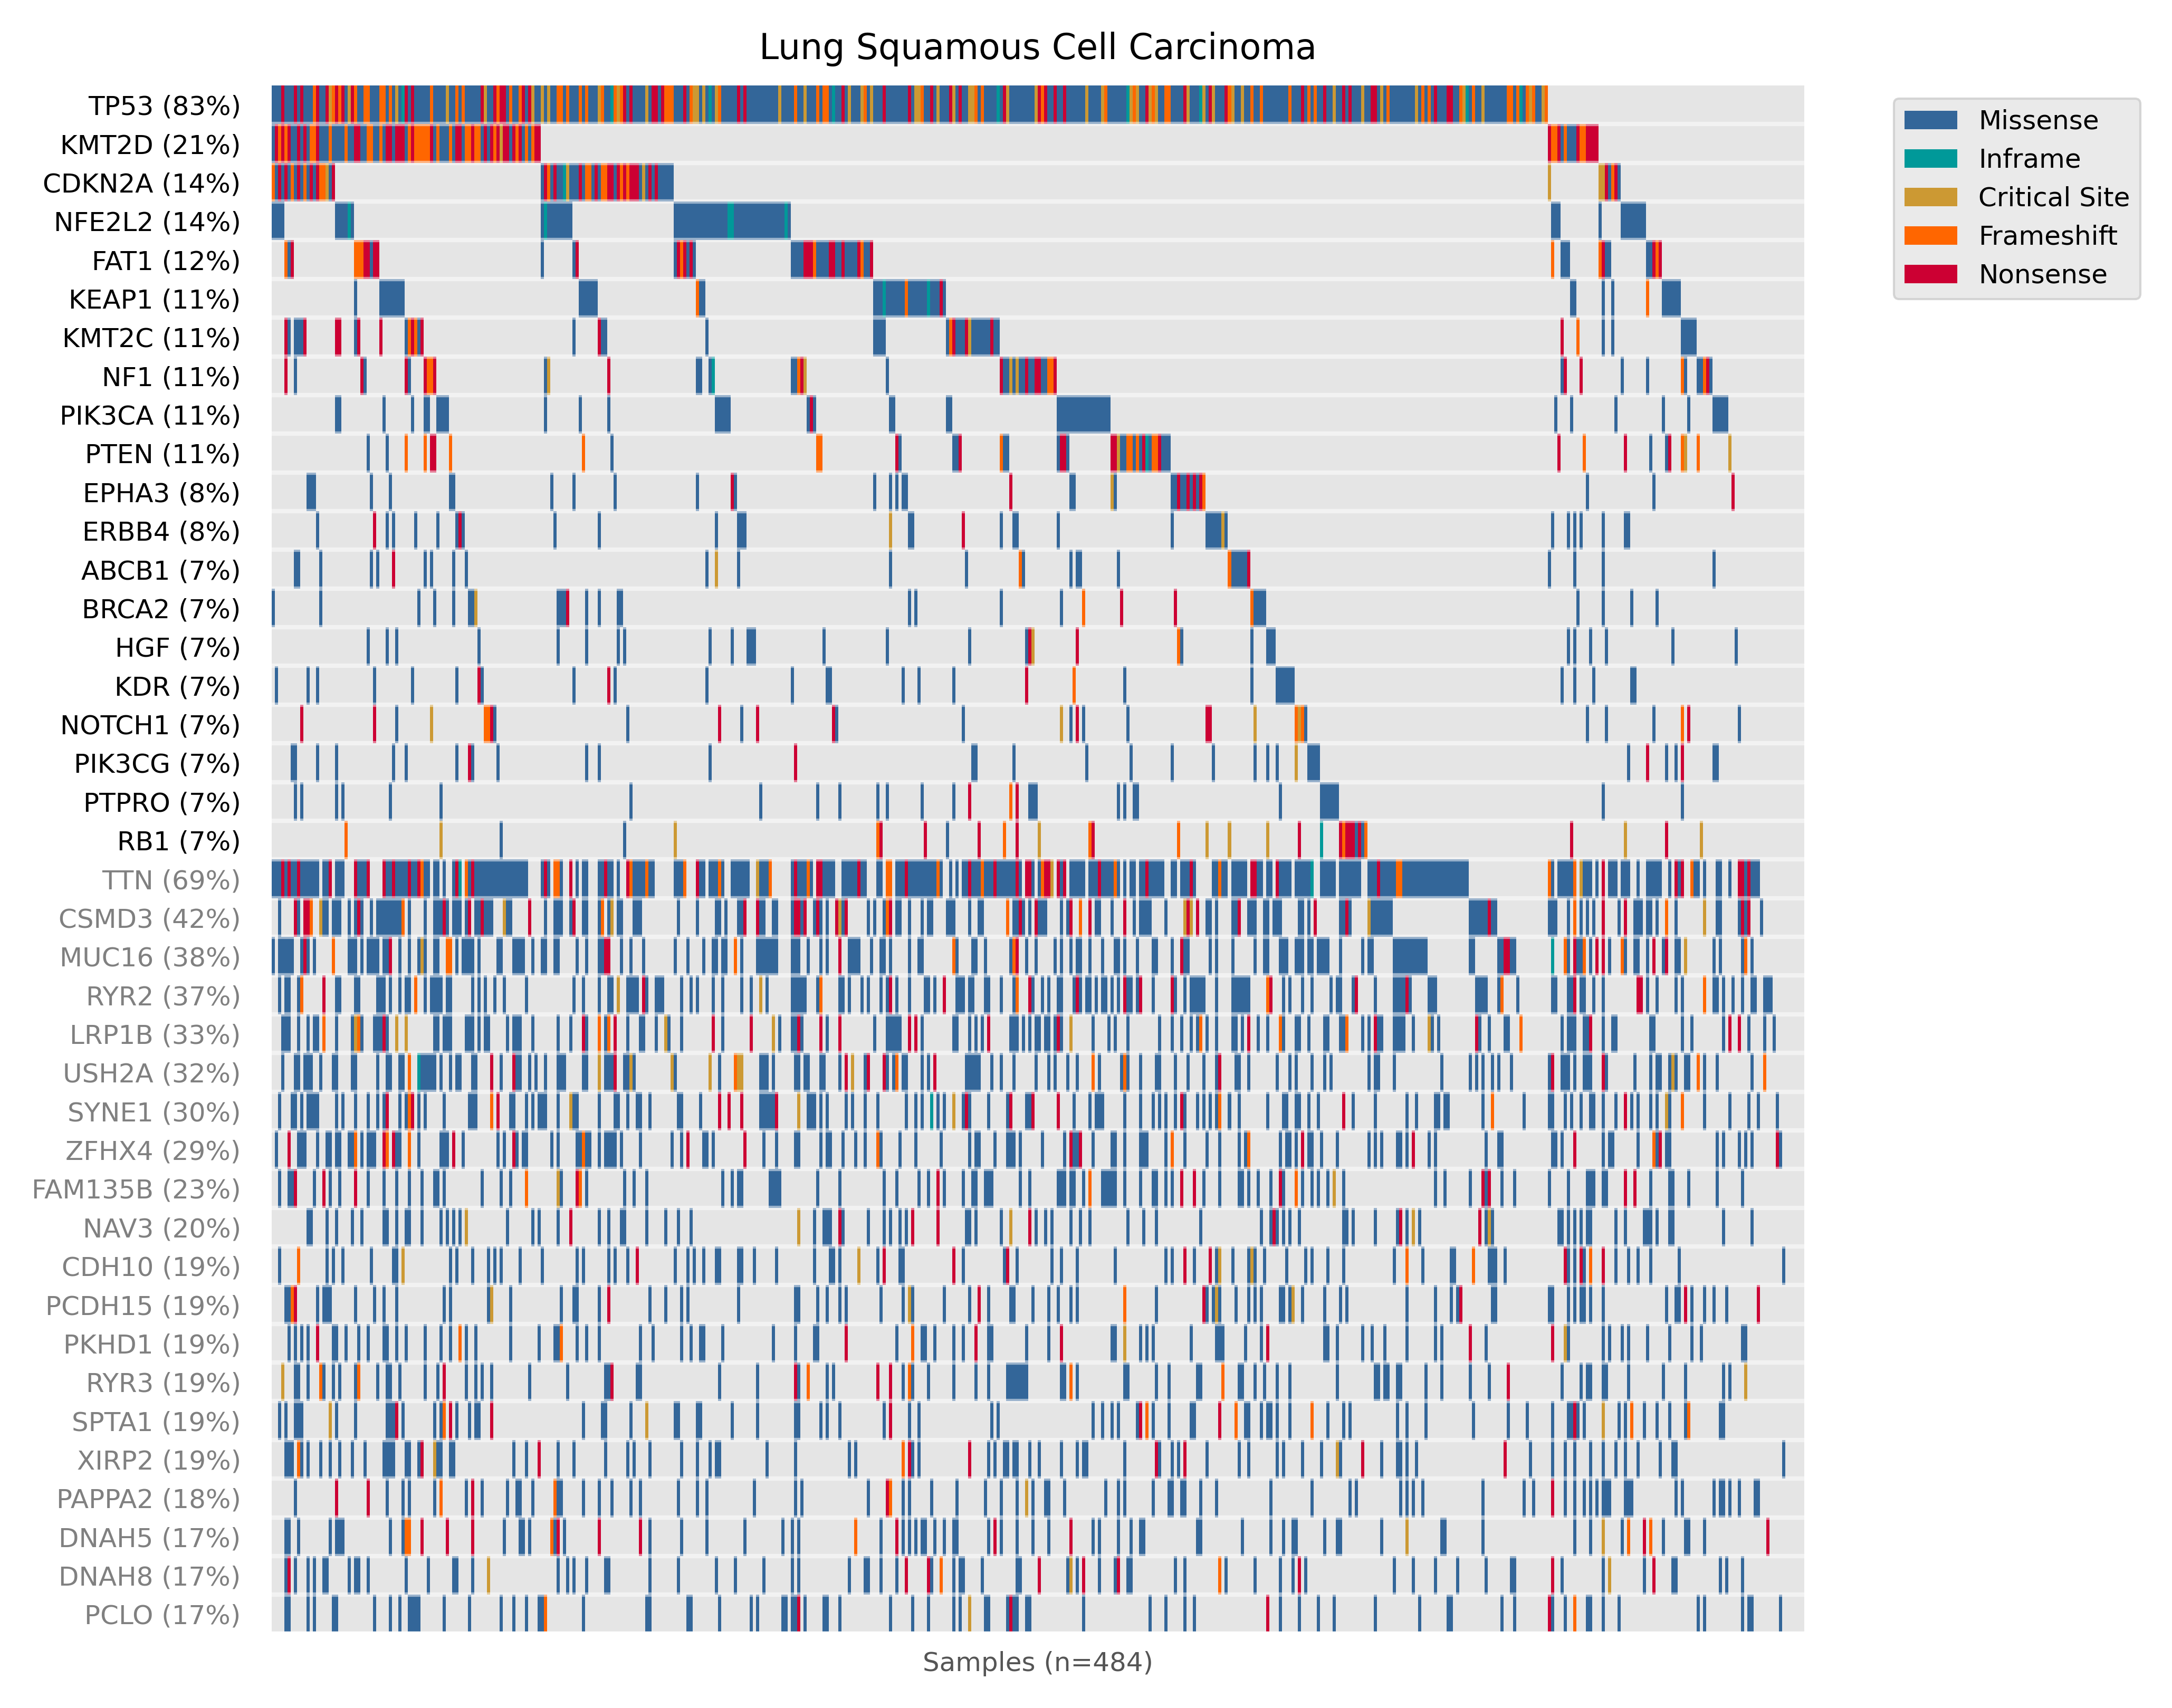 Lung Squamous Cell Carcinoma
TP53 (83%)
KMT2D (21%)
CDKN2A (14%)
NFE2L2 (14%)
FAT1 (12%)
KEAP1 (11%)
KMT2C (11%)
NF1 (11%)
PIK3CA (11%)
PTEN (11%)
EPHA3 (8%)
ERBB4 (8%)
ABCB1 (7%)
BRCA2 (7%)
HGF (7%)
KDR (7%)
NOTCH1 (7%)
PIK3CG (7%)
PTPRO (7%)
RB1 (7%)
TTN (69%)
CSMD3 (42%)
MUC16 (38%)
RYR2 (37%)
LRP1B (33%)
USH2A (32%)
SYNE1 (30%)
ZFHX4 (29%)
FAM135B (23%)
NAV3 (20%)
CDH10 (19%)
PCDH15 (19%)
PKHD1 (19%)
RYR3 (19%)
SPTA1 (19%)
XIRP2 (19%)
PAPPA2 (18%)
DNAH5 (17%)
DNAH8 (17%)
PCLO (17%)
Samples (n=484)
Missense
Inframe
Critical Site
Frameshift
Nonsense